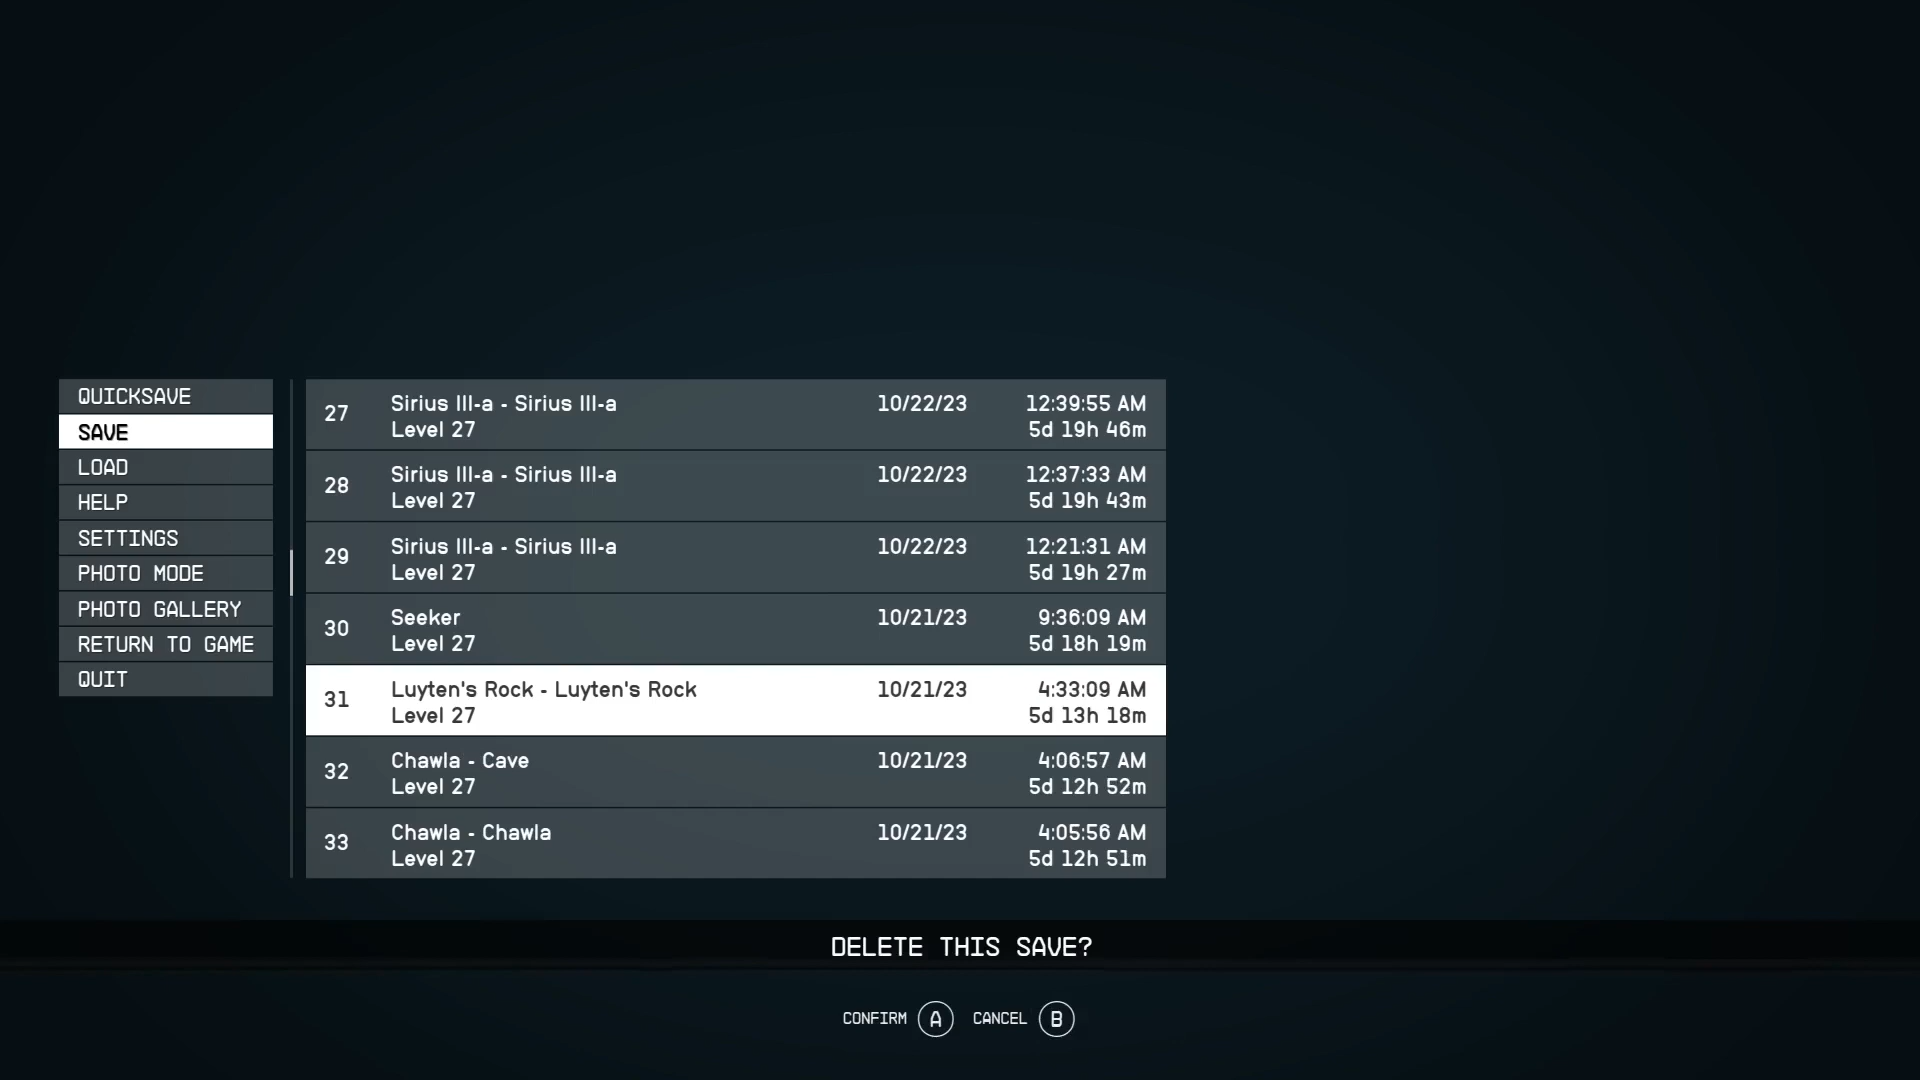 QUICKSAVE
SAVE
LOAD
HELP
SETTINGS
PHOTO MODE
PHOTO GALLERY
RETURN TO GAME
QUIT
27 Sirius III-a - Sirius III-a 10/22/23 12:39:55 AM
Level 27 5d 19h 46m
28 Sirius III-a - Sirius III-a 10/22/23 12:37:33 AM
Level 27 5d 19h 43m
29 Sirius III-a - Sirius III-a 10/22/23 12:21:31 AM
Level 27 5d 19h 27m
30 Seeker 10/21/23 9:36:09 AM
Level 27 5d 18h 19m
31 Luyten's Rock - Luyten's Rock 10/21/23 4:33:09 AM
Level 27 5d 13h 18m
32 Chawla - Cave 10/21/23 4:06:57 AM
Level 27 5d 12h 52m
33 Chawla - Chawla 10/21/23 4:05:56 AM
Level 27 5d 12h 51m
DELETE THIS SAVE?
CONFIRM A CANCEL B